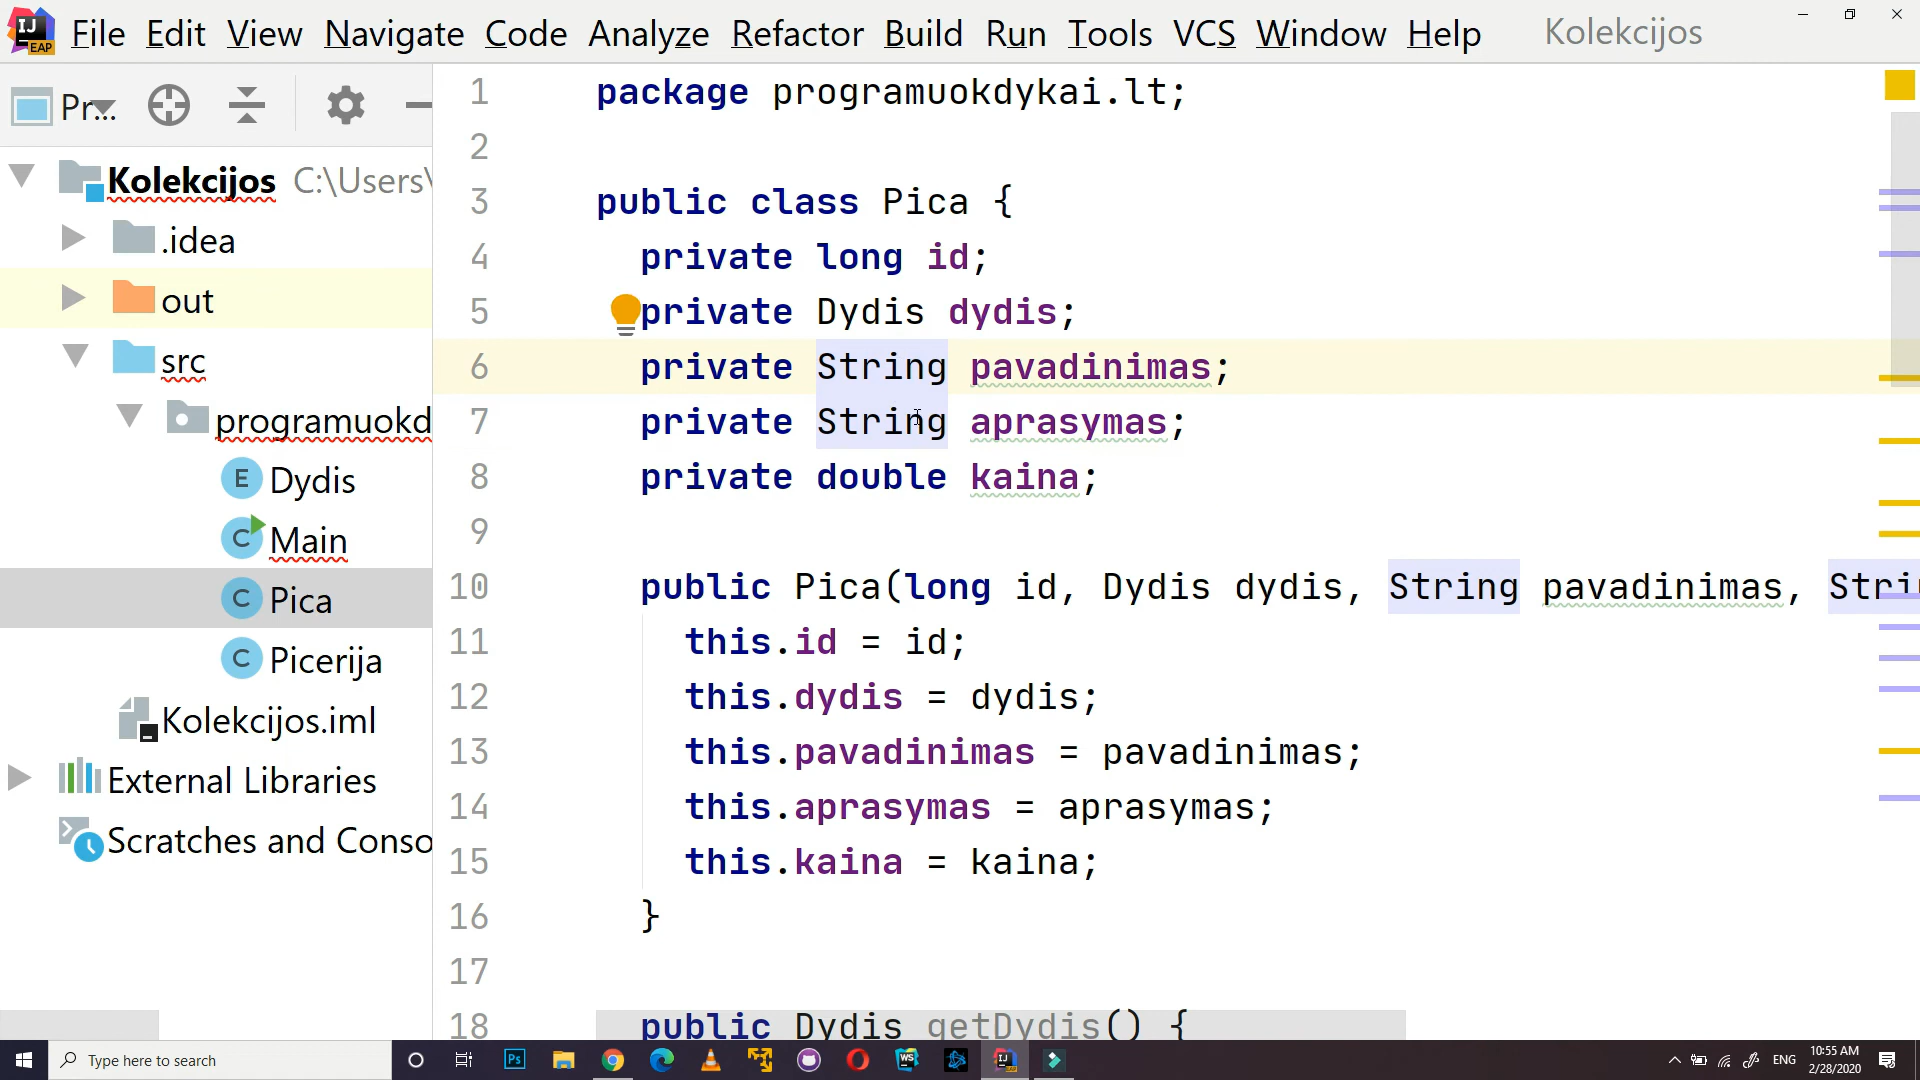 File Edit View Navigate Code Analyze Refactor Build Run Tools VCS Window Help Kolekcijos
Pr...
Kolekcijos C:\Users\
.idea
out
src
programuokd
Dydis
Main
Pica
Picerija
Kolekcijos.iml
External Libraries
Scratches and Conso
1 package programuokdykai.lt;
2
3 public class Pica {
4 private long id;
5 private Dydis dydis;
6 private String pavadinimas;
7 private String aprasymas;
8 private double kaina;
9
10 public Pica(long id, Dydis dydis, String pavadinimas, Stri
11 this.id = id;
12 this.dydis = dydis;
13 this.pavadinimas = pavadinimas;
14 this.aprasymas = aprasymas;
15 this.kaina = kaina;
16 }
17
18 public Dydis getDydis() {
Type here to search
ENG
10:55 AM
2/28/2020